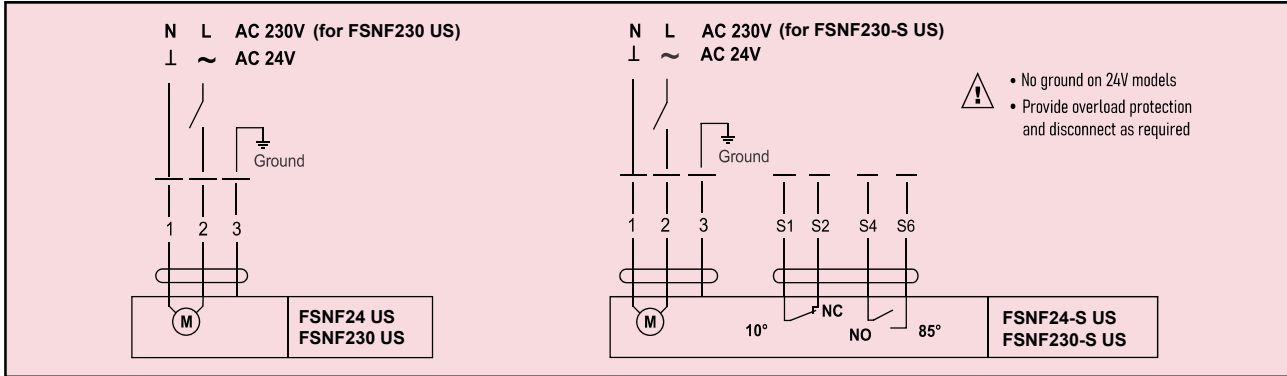 N L AC 230V (for FSNF230 US)
⊥ ~ AC 24V
Ground
1 2 3
M
FSNF24 US
FSNF230 US
N L AC 230V (for FSNF230-S US)
⊥ ~ AC 24V
Ground
1 2 3 S1 S2 S4 S6
M
10°
NC
NO
85°
FSNF24-S US
FSNF230-S US
!
• No ground on 24V models
• Provide overload protection
and disconnect as required